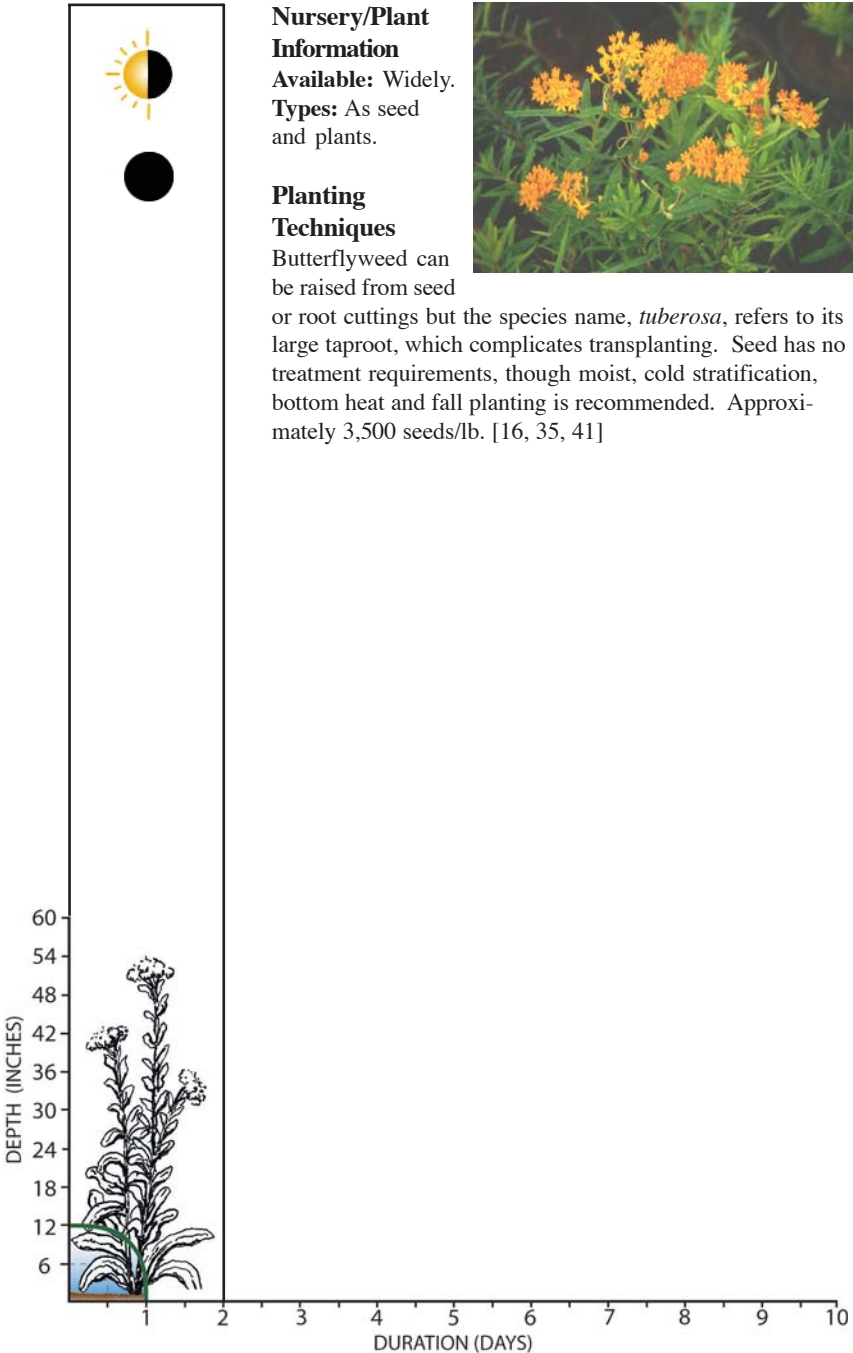 Nursery/Plant
Information
Available: Widely.
Types: As seed
and plants.
Planting
Techniques
Butterflyweed can
be raised from seed
or root cuttings but the species name, tuberosa, refers to its
large taproot, which complicates transplanting. Seed has no
treatment requirements, though moist, cold stratification,
bottom heat and fall planting is recommended. Approxi-
mately 3,500 seeds/lb. [16, 35, 41]
60
54
48
42
36
30
24
18
12
6
DEPTH (INCHES)
1 2 3 4 5 6 7 8 9 10
DURATION (DAYS)